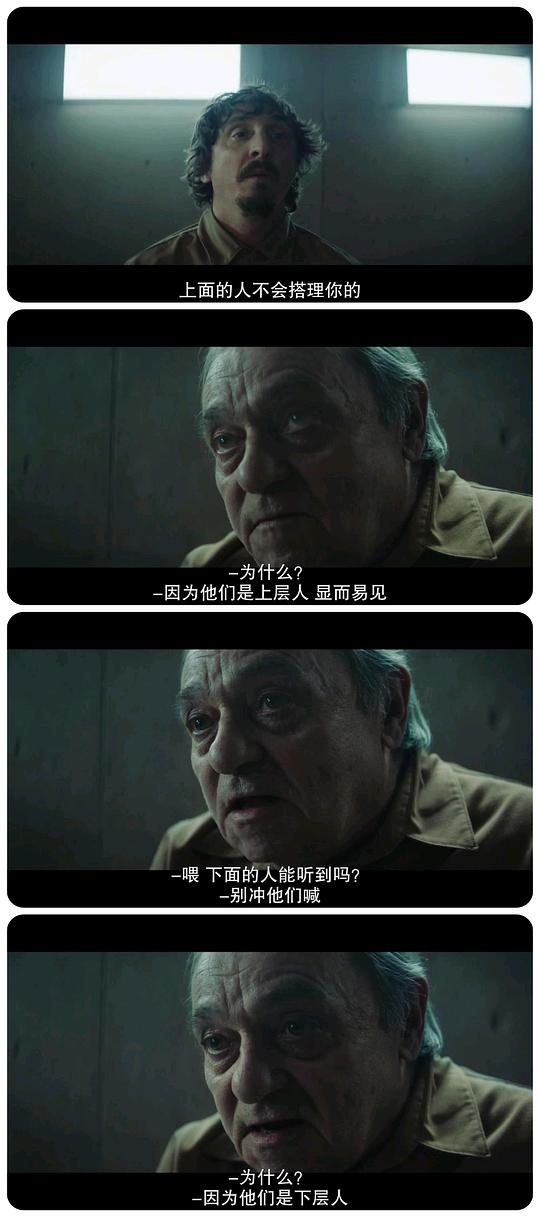 上面的人不会搭理你的
-为什么?
-因为他们是上层人 显而易见
-喂 下面的人能听到吗?
-别冲他们喊
-为什么?
-因为他们是下层人